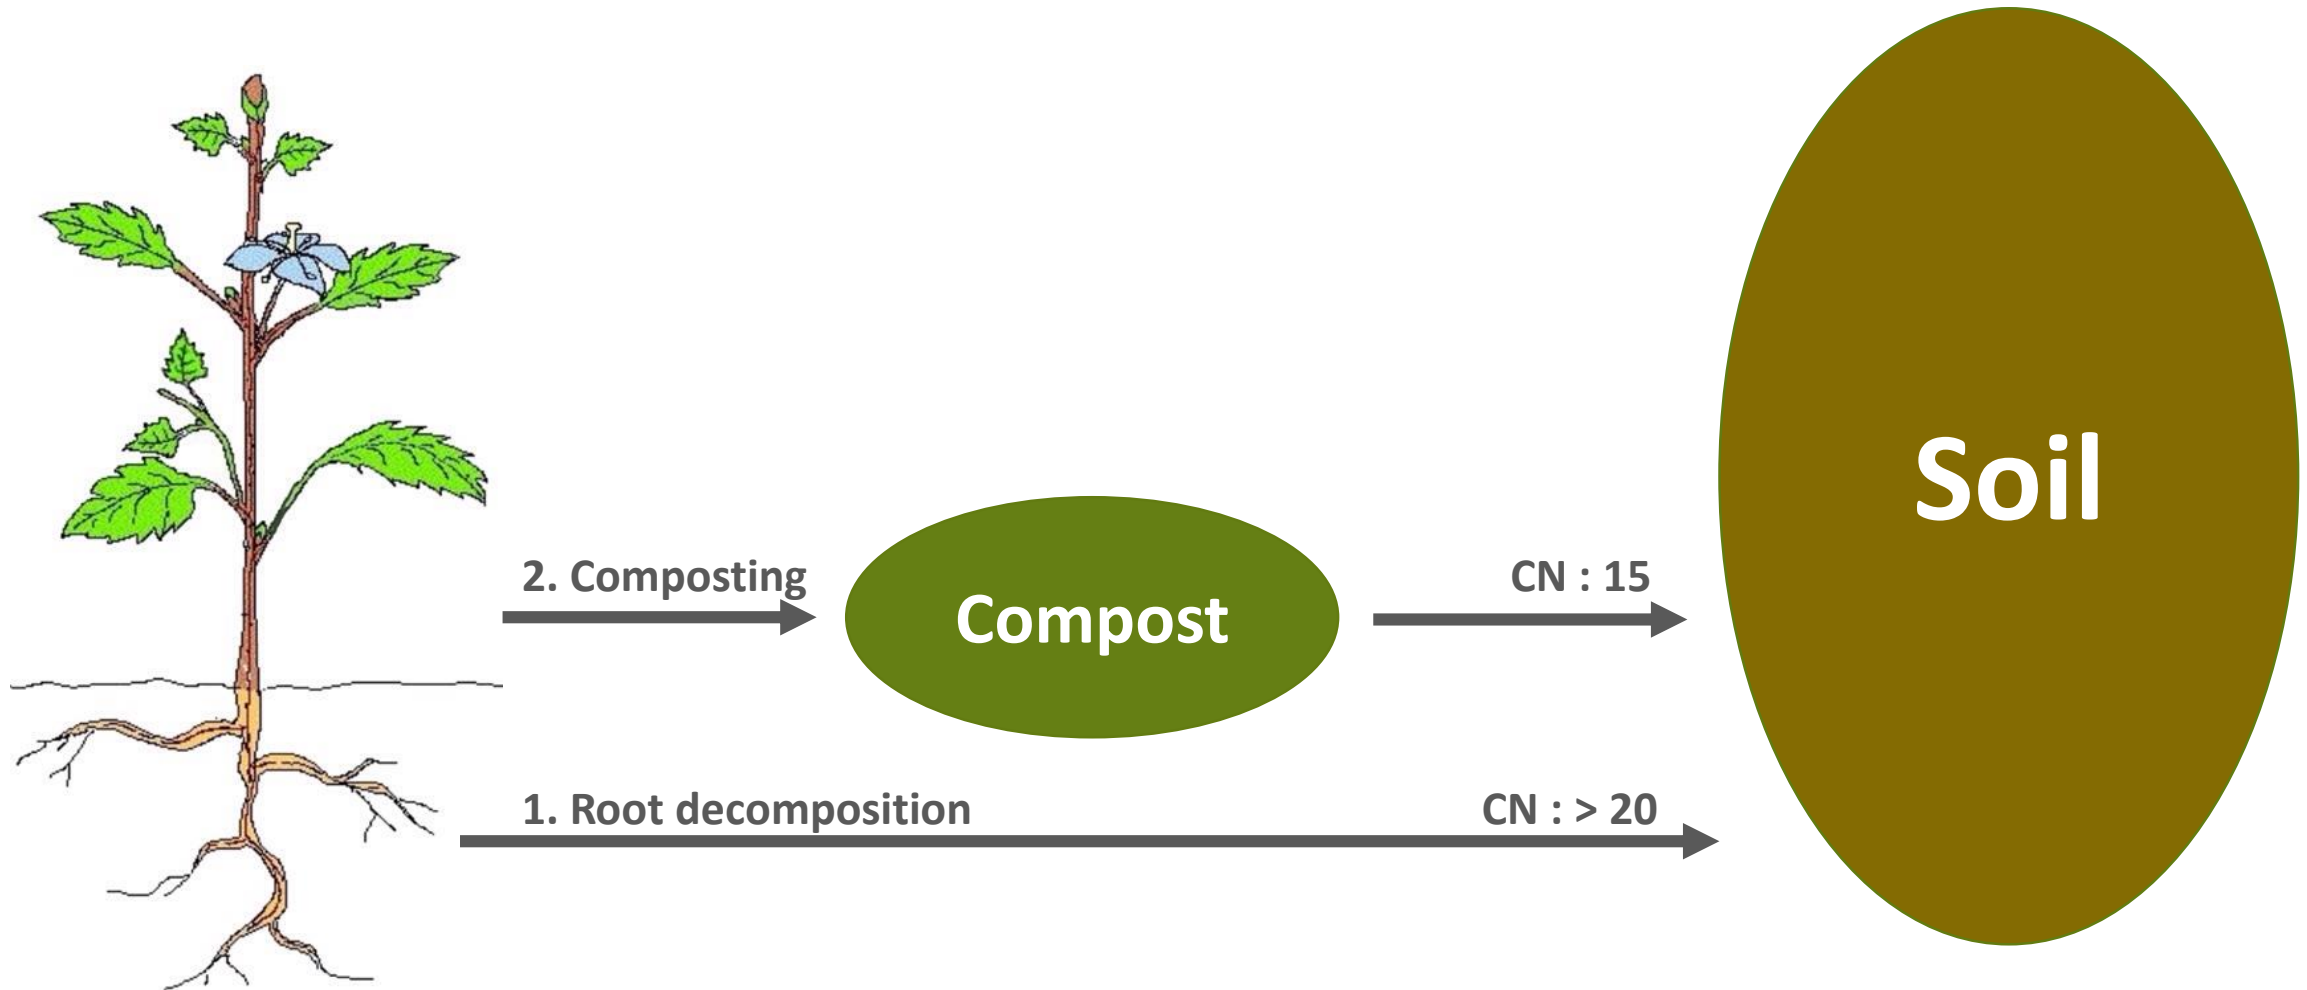 Soil
2. Composting
CN : 15
Compost
1. Root decomposition
CN : > 20